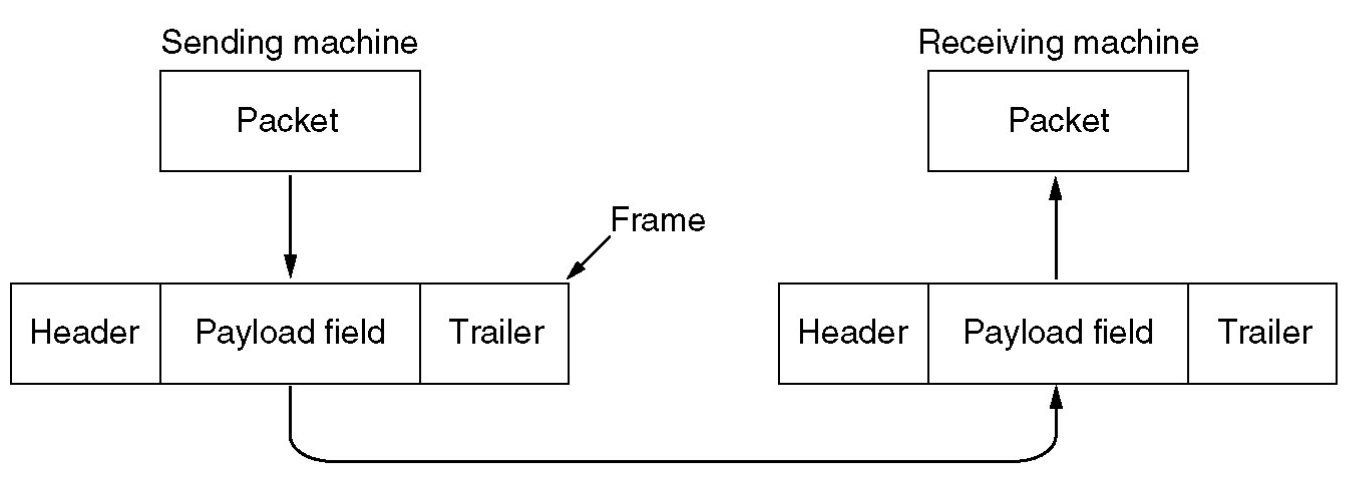 Sending machine
Receiving machine
Packet
Packet
Frame
Header
Payload field
Trailer
Header
Payload field
Trailer